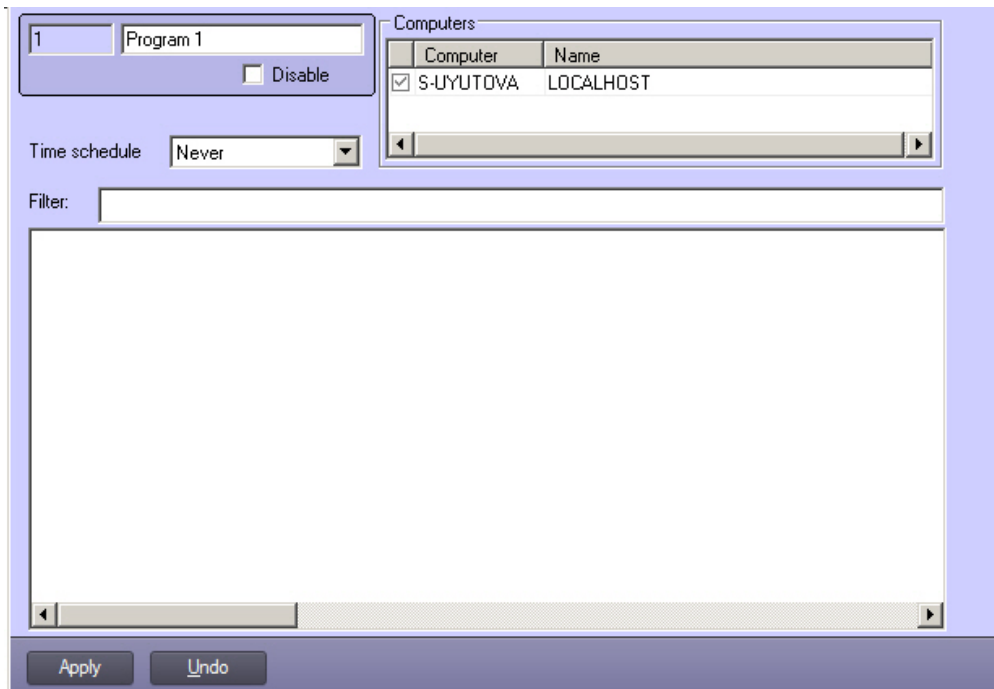 1
Program 1
Disable
Time schedule
Never
Computers
Computer Name
S-UYUTOVA LOCALHOST
Filter:
Apply
Undo